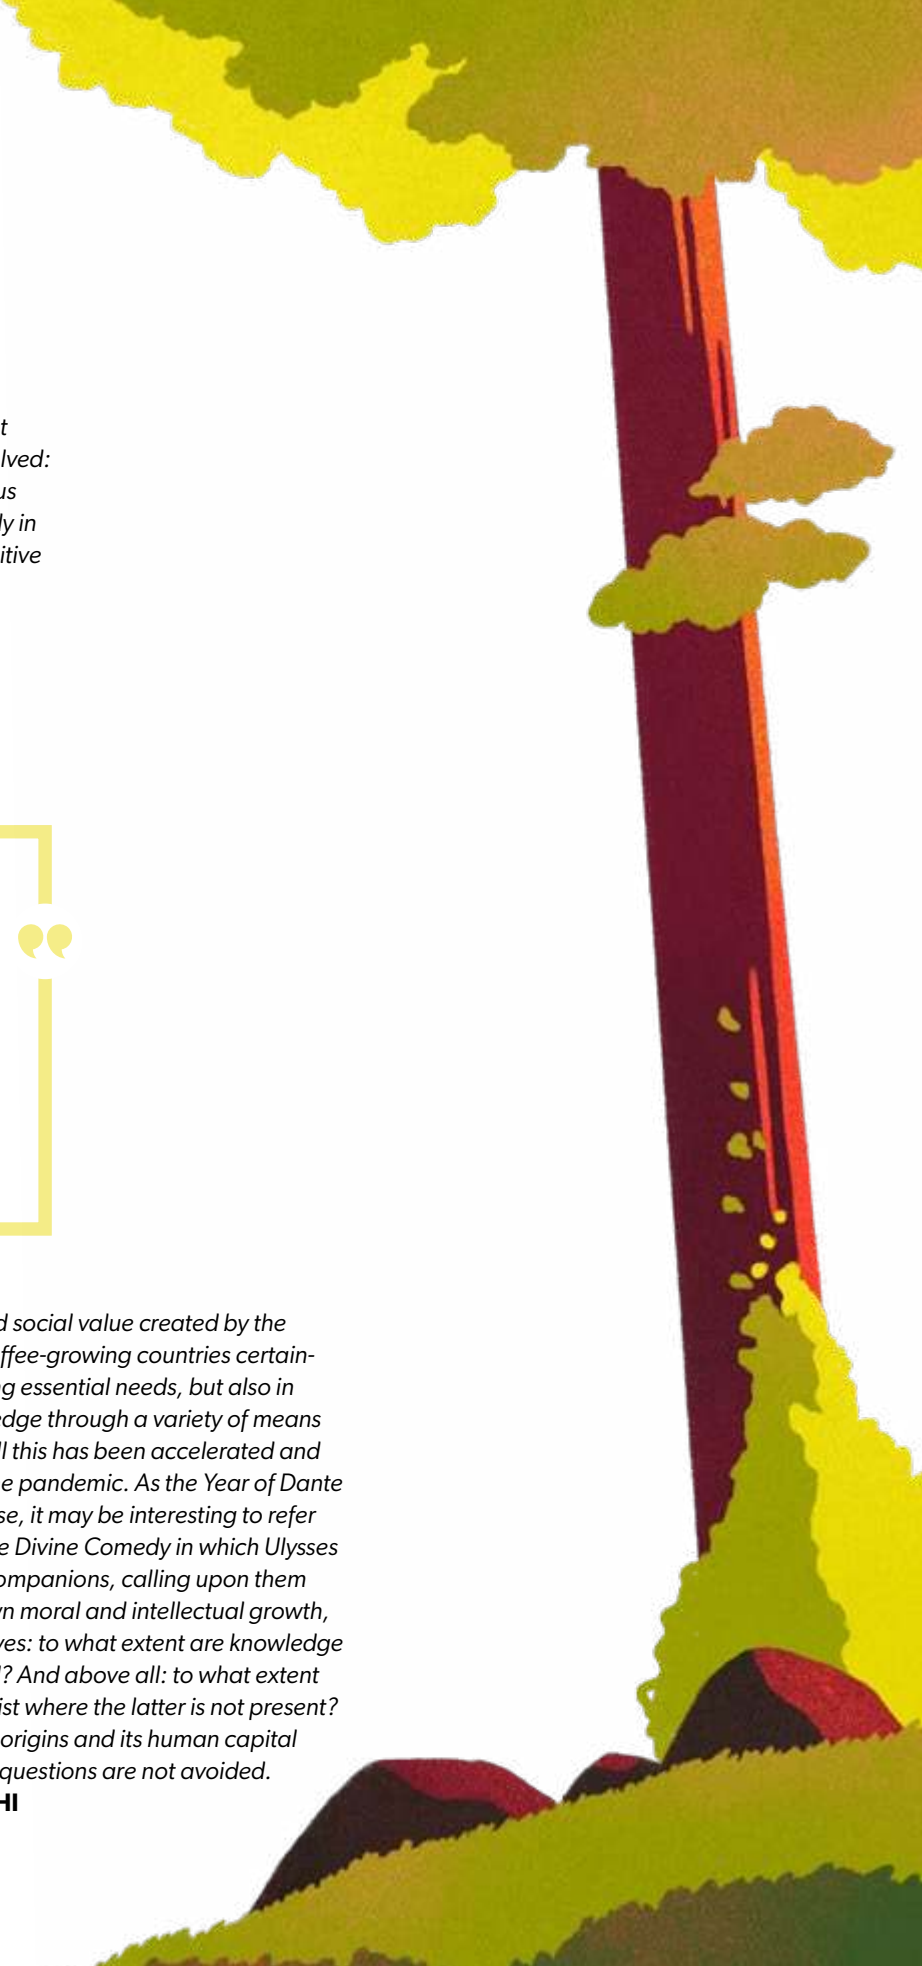 t
lved:
us
ly in
itive
”
d social value created by the
ffee-growing countries certain-
ng essential needs, but also in
edge through a variety of means
ll this has been accelerated and
e pandemic. As the Year of Dante
se, it may be interesting to refer
e Divine Comedy in which Ulysses
ompanions, calling upon them
vn moral and intellectual growth,
ves: to what extent are knowledge
l? And above all: to what extent
ist where the latter is not present?
origins and its human capital
questions are not avoided.
HI